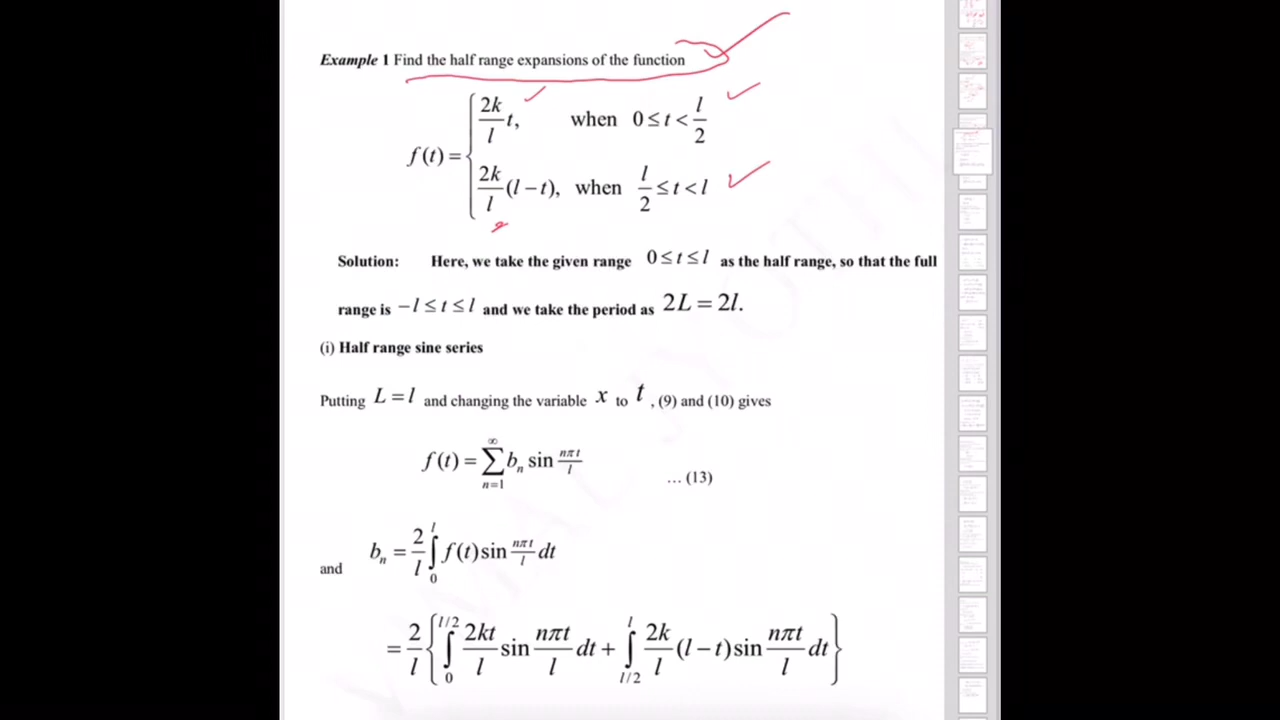 Example 1 Find the half range expansions of the function
f(t) = { 2k/l t, when 0 ≤ t < l/2
2k/l (l − t), when l/2 ≤ t < l
Solution: Here, we take the given range 0 ≤ t ≤ l as the half range, so that the full
range is −l ≤ t ≤ l and we take the period as 2L = 2l.
(i) Half range sine series
Putting L = l and changing the variable x to t , (9) and (10) gives
f(t) = ∑_{n=1}^{∞} b_n sin nπt/l … (13)
and b_n = 2/l ∫_0^l f(t) sin nπt/l dt
= 2/l { ∫_0^{l/2} 2kt/l sin nπt/l dt + ∫_{l/2}^l 2k/l (l − t) sin nπt/l dt }